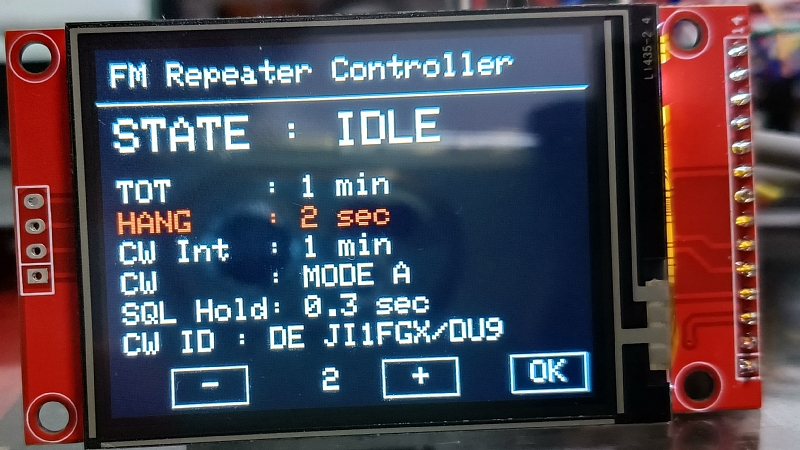 FM Repeater Controller
STATE : IDLE
TOT : 1 min
HANG : 2 sec
CW Int : 1 min
CW : MODE A
SQL Hold: 0.3 sec
CW ID : DE JI1FGX/DU9
- 2 + OK
14